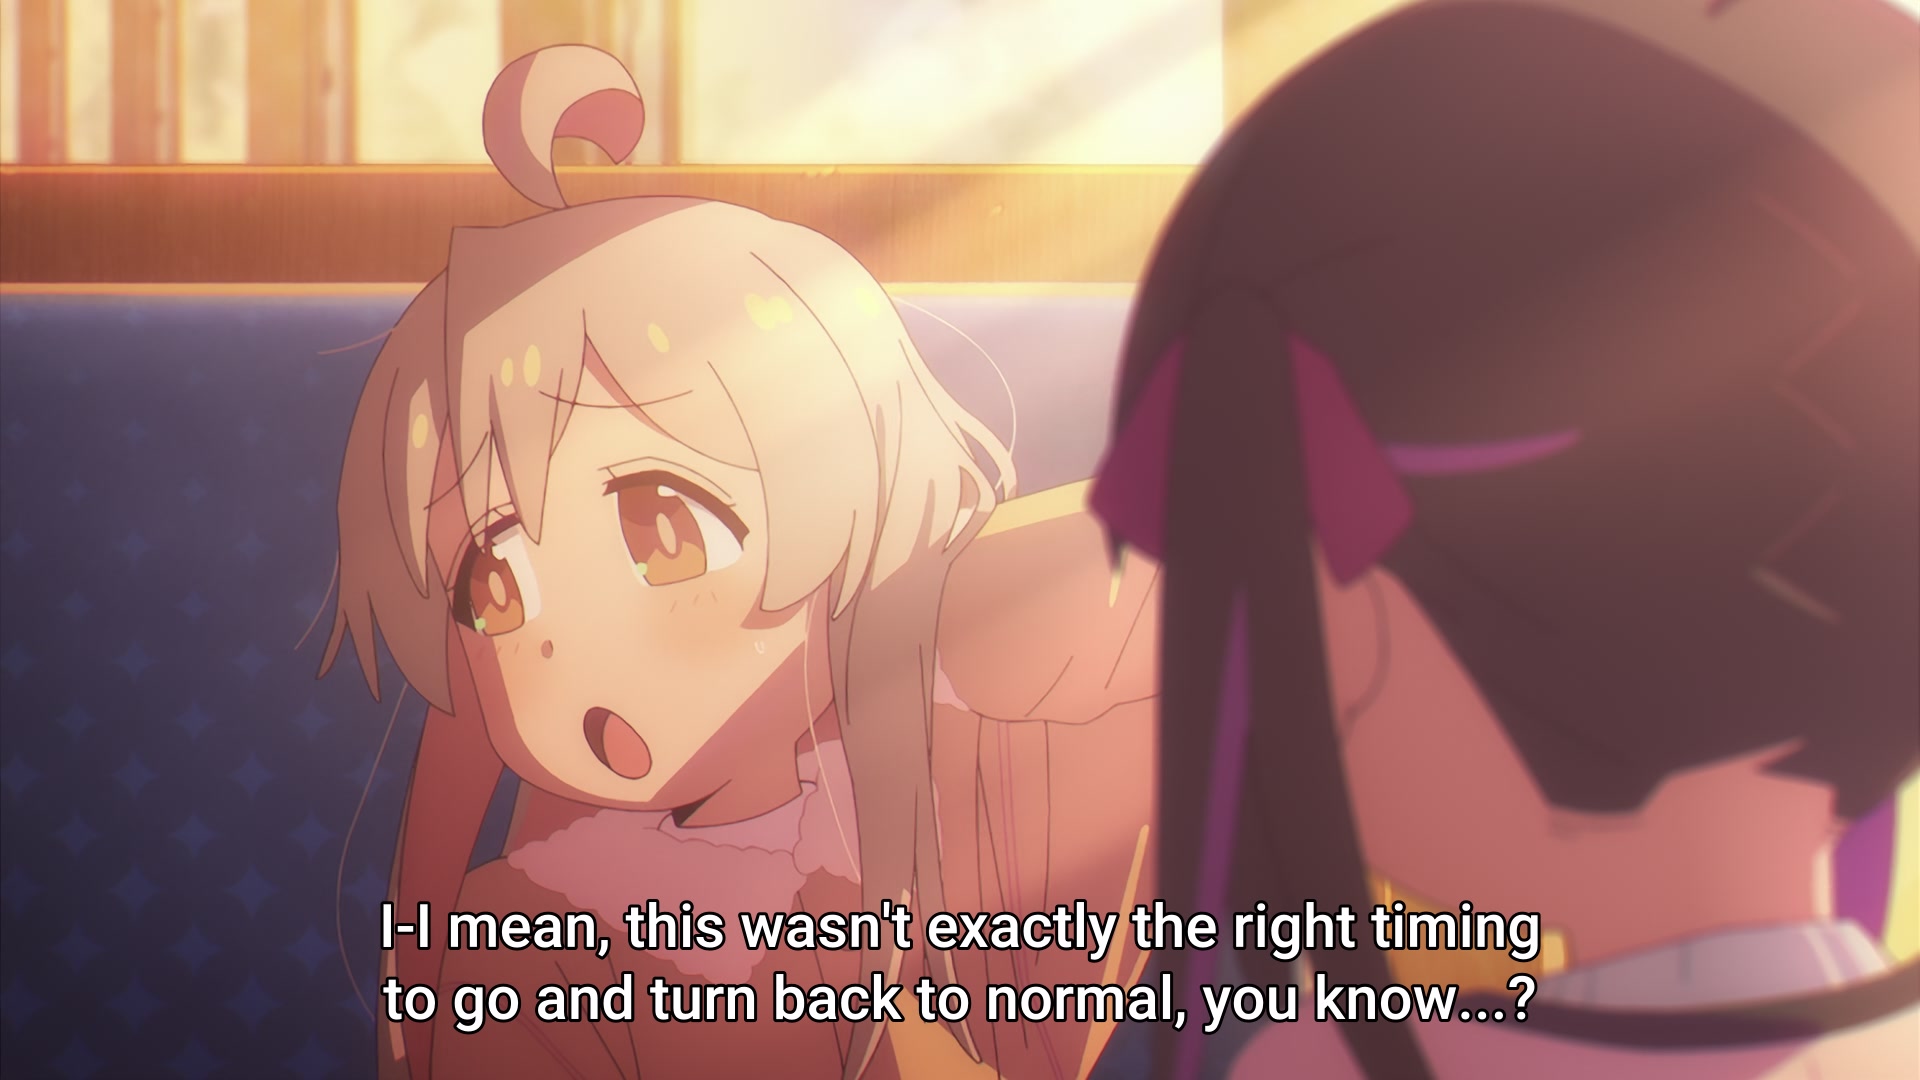 I-I mean, this wasn't exactly the right timing
to go and turn back to normal, you know...?